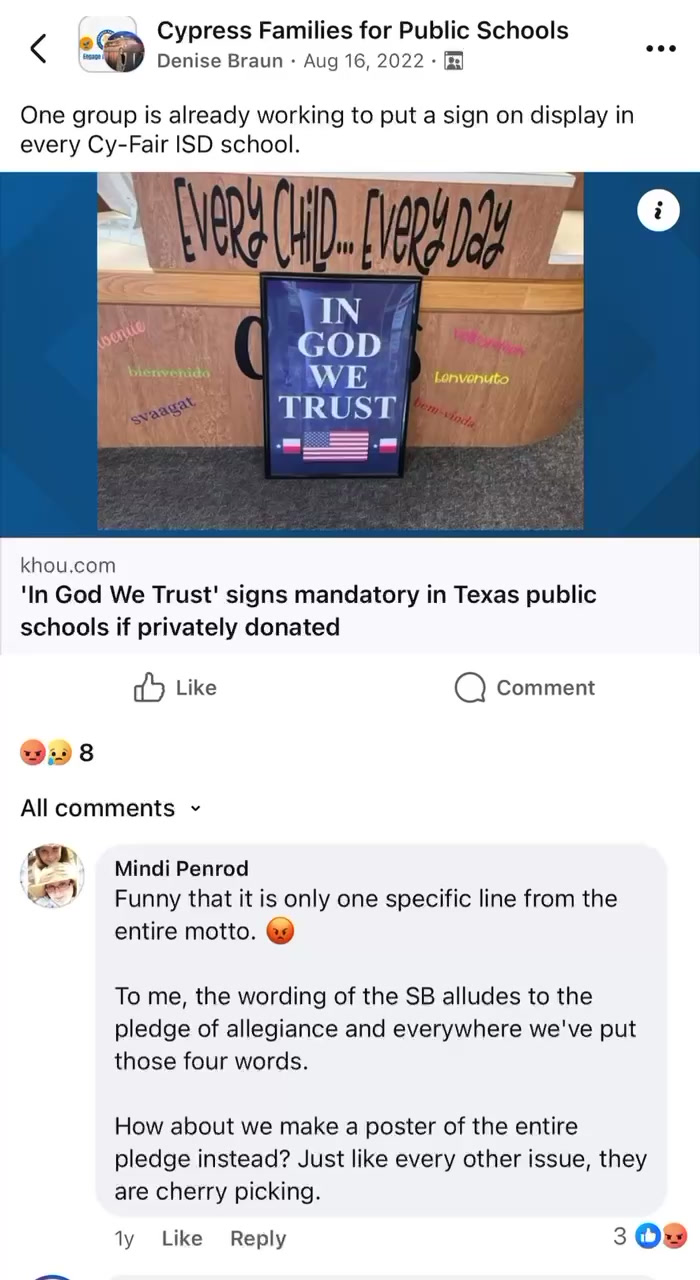 Cypress Families for Public Schools
Denise Braun · Aug 16, 2022 ·
One group is already working to put a sign on display in
every Cy-Fair ISD school.
EVERY CHILD... EVERY DAY
IN
GOD
WE
TRUST
bienvenido
svaagat
bem-vinda
khou.com
'In God We Trust' signs mandatory in Texas public
schools if privately donated
Like
Comment
8
All comments
Mindi Penrod
Funny that it is only one specific line from the
entire motto. 😡
To me, the wording of the SB alludes to the
pledge of allegiance and everywhere we've put
those four words.
How about we make a poster of the entire
pledge instead? Just like every other issue, they
are cherry picking.
1y Like Reply 3